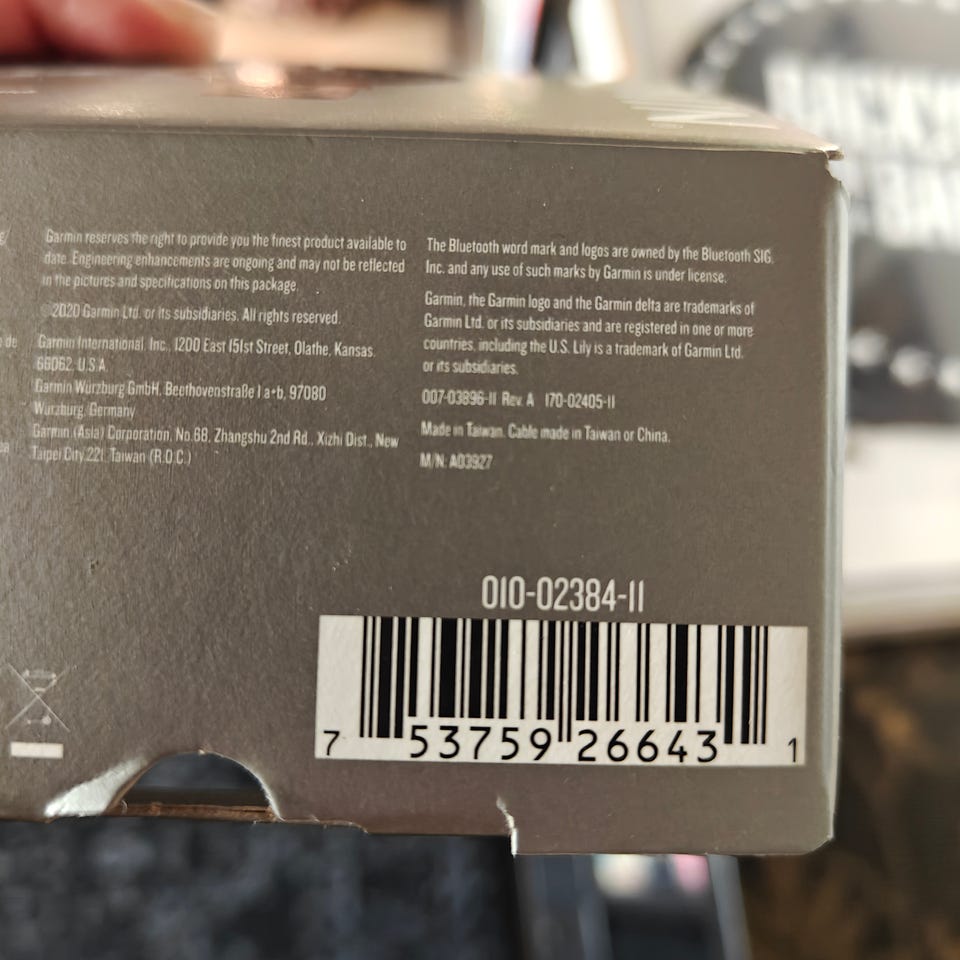 Garmin reserves the right to provide you the finest product available to
date. Engineering enhancements are ongoing and may not be reflected
in the pictures and specifications on this package.
©2020 Garmin Ltd. or its subsidiaries. All rights reserved.
Garmin International, Inc., 1200 East 151st Street, Olathe, Kansas.
66062, U.S.A.
Garmin Wurzburg GmbH, Beethovenstraße 1 a+b, 97080
Wurzburg, Germany
Garmin (Asia) Corporation, No.68, Zhangshu 2nd Rd., Xizhi Dist., New
Taipei City 221, Taiwan (R.O.C.)
The Bluetooth word mark and logos are owned by the Bluetooth SIG,
Inc. and any use of such marks by Garmin is under license.
Garmin, the Garmin logo and the Garmin delta are trademarks of
Garmin Ltd. or its subsidiaries and are registered in one or more
countries, including the U.S. Lily is a trademark of Garmin Ltd.
or its subsidiaries.
007-03896-11 Rev. A 170-02405-11
Made in Taiwan. Cable made in Taiwan or China.
M/N: A03927
010-02384-11
7 53759 26643 1